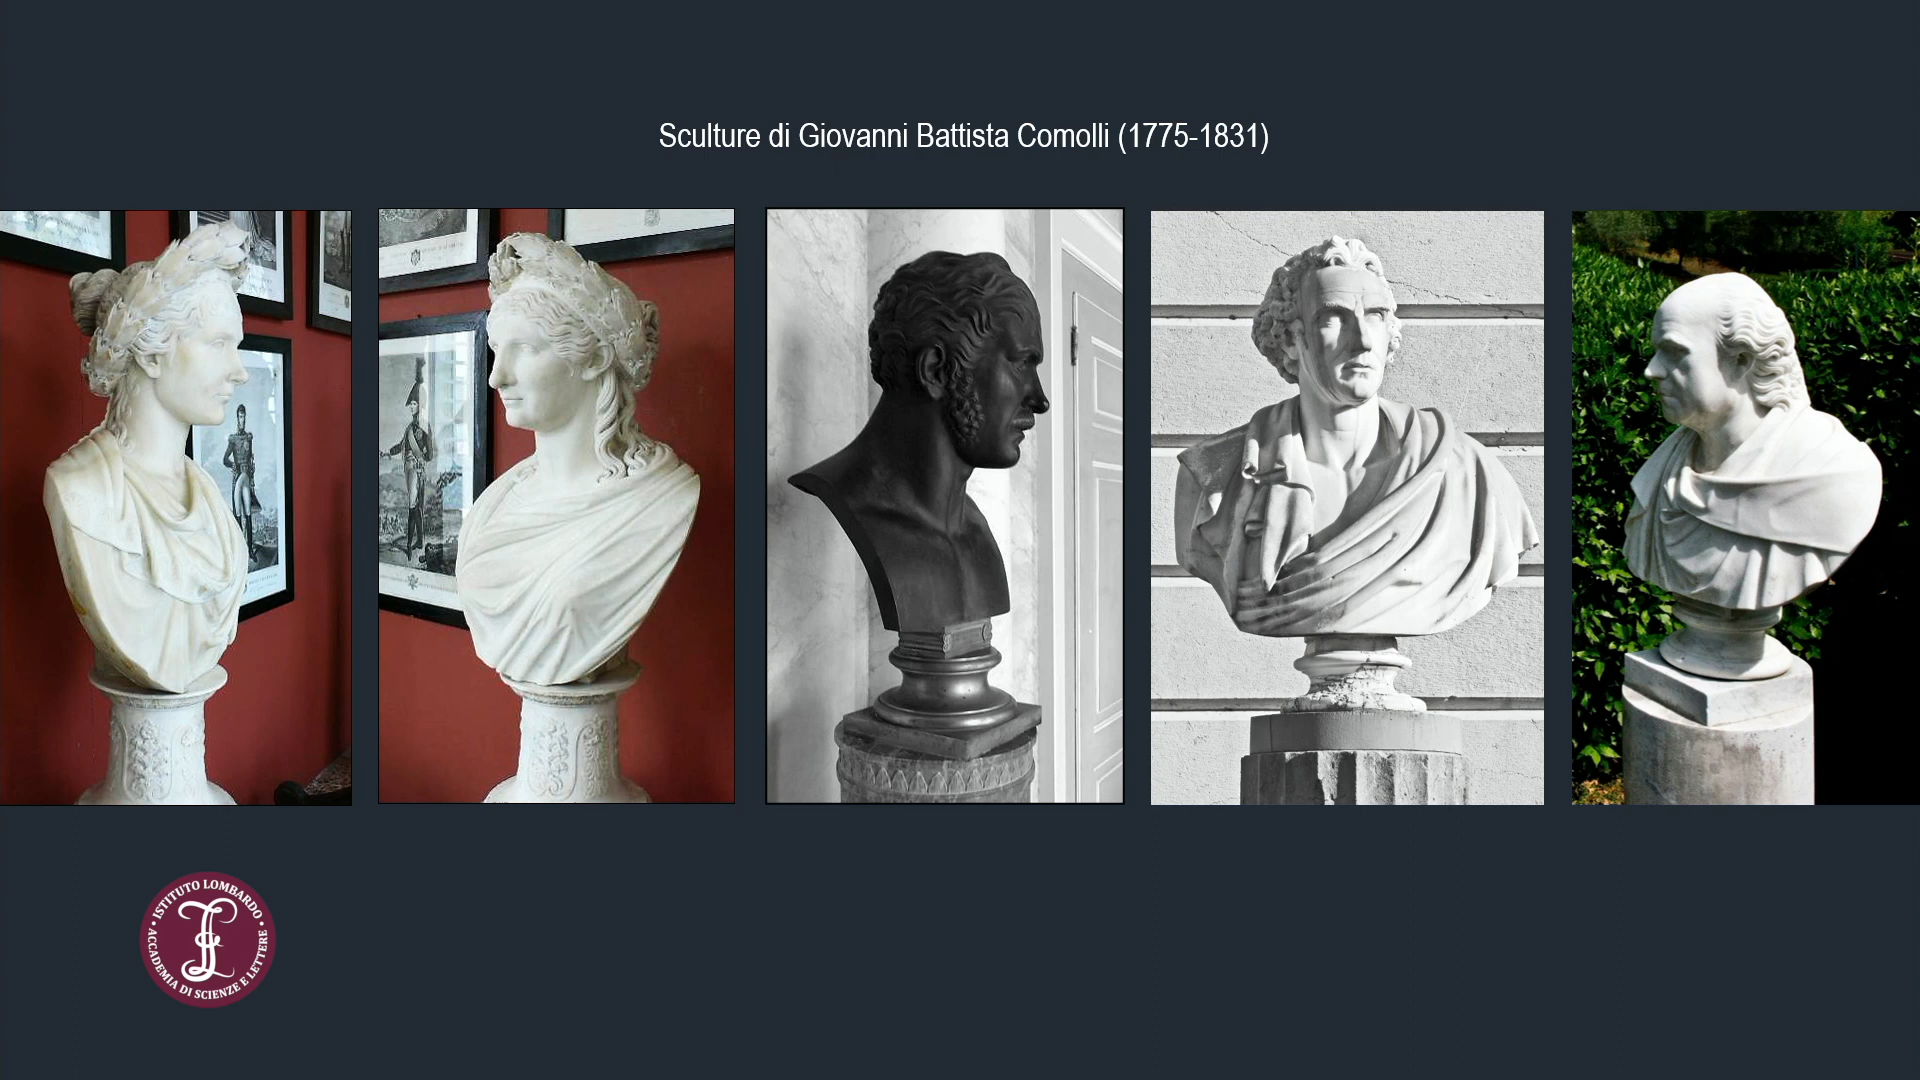 Sculture di Giovanni Battista Comolli (1775-1831)
ISTITUTO LOMBARDO
ACCADEMIA DI SCIENZE E LETTERE